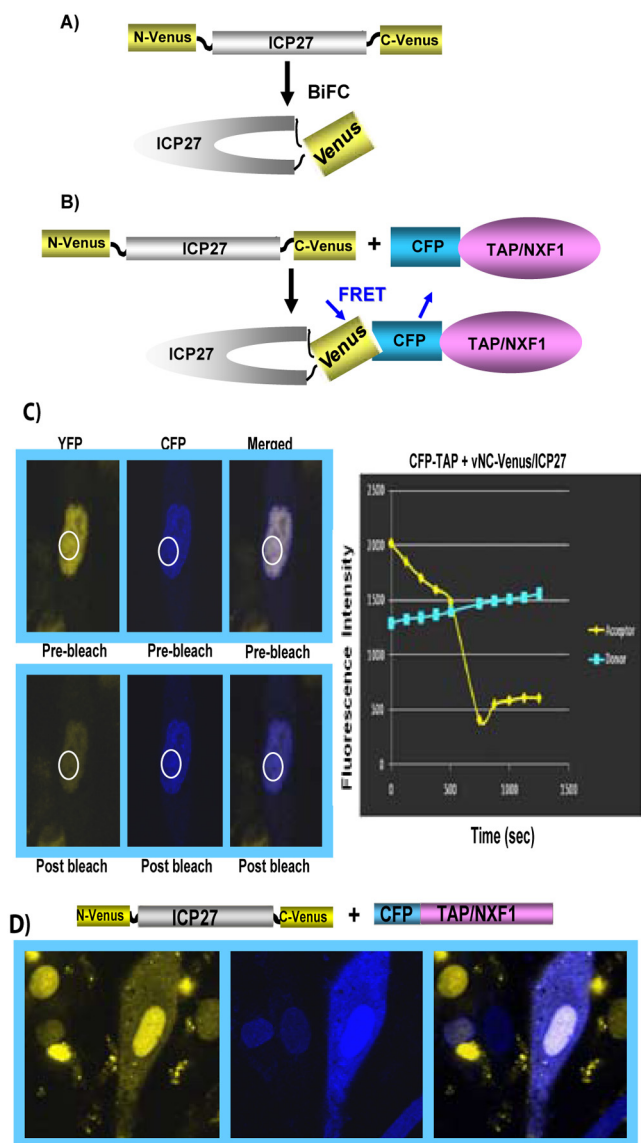 A)
N-Venus
ICP27
C-Venus
BiFC
ICP27
Venus
B)
N-Venus
ICP27
C-Venus
+
CFP
TAP/NXF1
FRET
ICP27
Venus
CFP
TAP/NXF1
C)
YFP
CFP
Merged
Pre-bleach
Pre-bleach
Pre-bleach
Post bleach
Post bleach
Post bleach
CFP-TAP + vNC-Venus/ICP27
Fluorescence Intensity
2500
2000
1500
1000
500
0
0
500
1000
1500
Time (sec)
Acceptor
Donor
D)
N-Venus
ICP27
C-Venus
+
CFP
TAP/NXF1